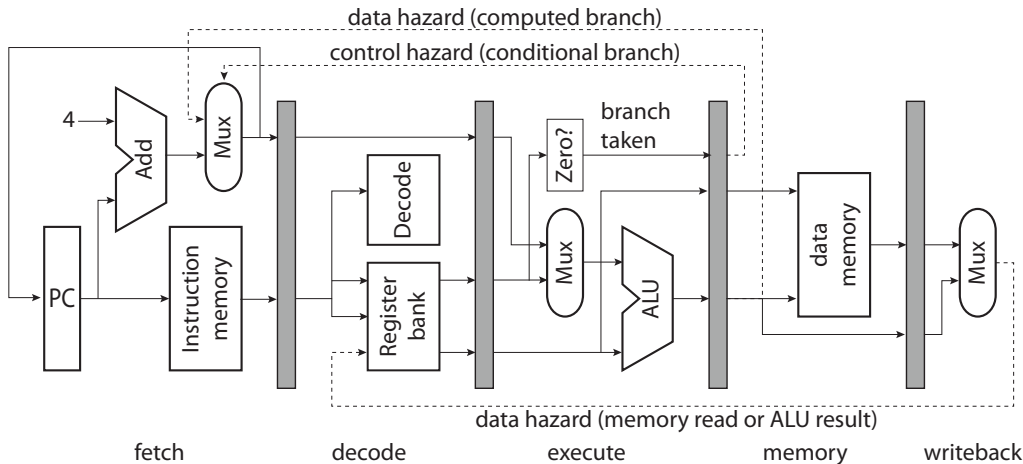 data hazard (computed branch)
control hazard (conditional branch)
branch
taken
4
Add
Mux
Zero?
Decode
PC
Instruction
memory
Register
bank
Mux
ALU
data
memory
Mux
data hazard (memory read or ALU result)
fetch
decode
execute
memory
writeback